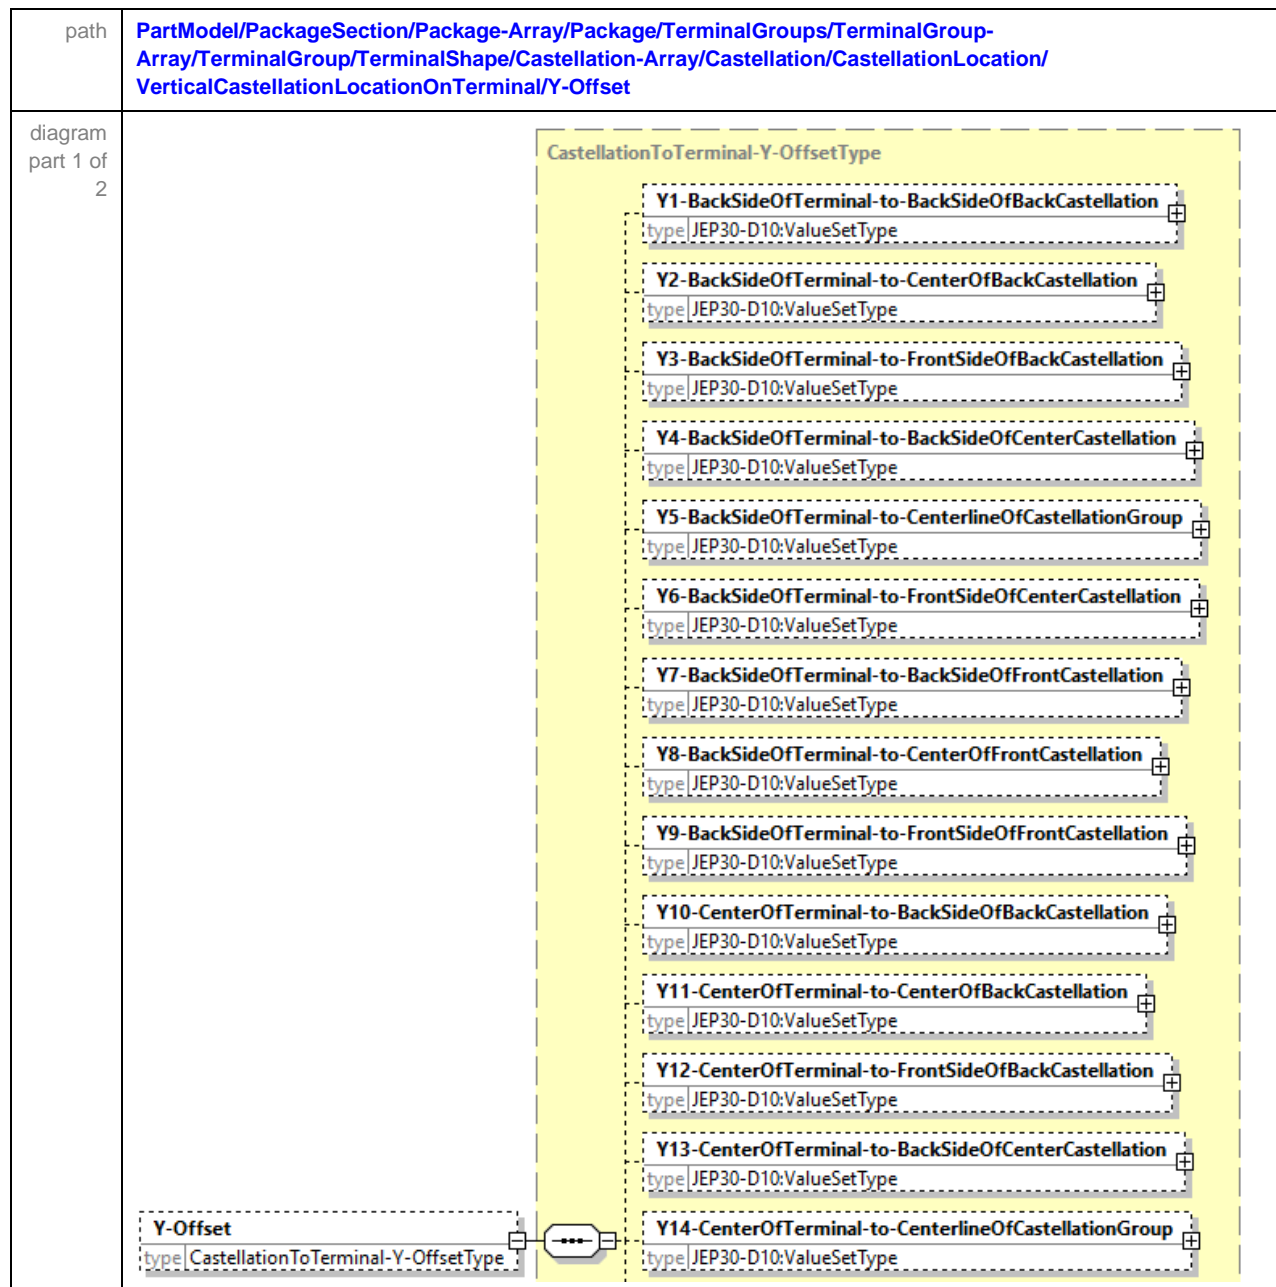 path
PartModel/PackageSection/Package-Array/Package/TerminalGroups/TerminalGroup-
Array/TerminalGroup/TerminalShape/Castellation-Array/Castellation/CastellationLocation/
VerticalCastellationLocationOnTerminal/Y-Offset
diagram
part 1 of
2
CastellationToTerminal-Y-OffsetType
Y1-BackSideOfTerminal-to-BackSideOfBackCastellation
type JEP30-D10:ValueSetType
Y2-BackSideOfTerminal-to-CenterOfBackCastellation
type JEP30-D10:ValueSetType
Y3-BackSideOfTerminal-to-FrontSideOfBackCastellation
type JEP30-D10:ValueSetType
Y4-BackSideOfTerminal-to-BackSideOfCenterCastellation
type JEP30-D10:ValueSetType
Y5-BackSideOfTerminal-to-CenterlineOfCastellationGroup
type JEP30-D10:ValueSetType
Y6-BackSideOfTerminal-to-FrontSideOfCenterCastellation
type JEP30-D10:ValueSetType
Y7-BackSideOfTerminal-to-BackSideOfFrontCastellation
type JEP30-D10:ValueSetType
Y8-BackSideOfTerminal-to-CenterOfFrontCastellation
type JEP30-D10:ValueSetType
Y9-BackSideOfTerminal-to-FrontSideOfFrontCastellation
type JEP30-D10:ValueSetType
Y10-CenterOfTerminal-to-BackSideOfBackCastellation
type JEP30-D10:ValueSetType
Y11-CenterOfTerminal-to-CenterOfBackCastellation
type JEP30-D10:ValueSetType
Y12-CenterOfTerminal-to-FrontSideOfBackCastellation
type JEP30-D10:ValueSetType
Y13-CenterOfTerminal-to-BackSideOfCenterCastellation
type JEP30-D10:ValueSetType
Y-Offset
type CastellationToTerminal-Y-OffsetType
Y14-CenterOfTerminal-to-CenterlineOfCastellationGroup
type JEP30-D10:ValueSetType